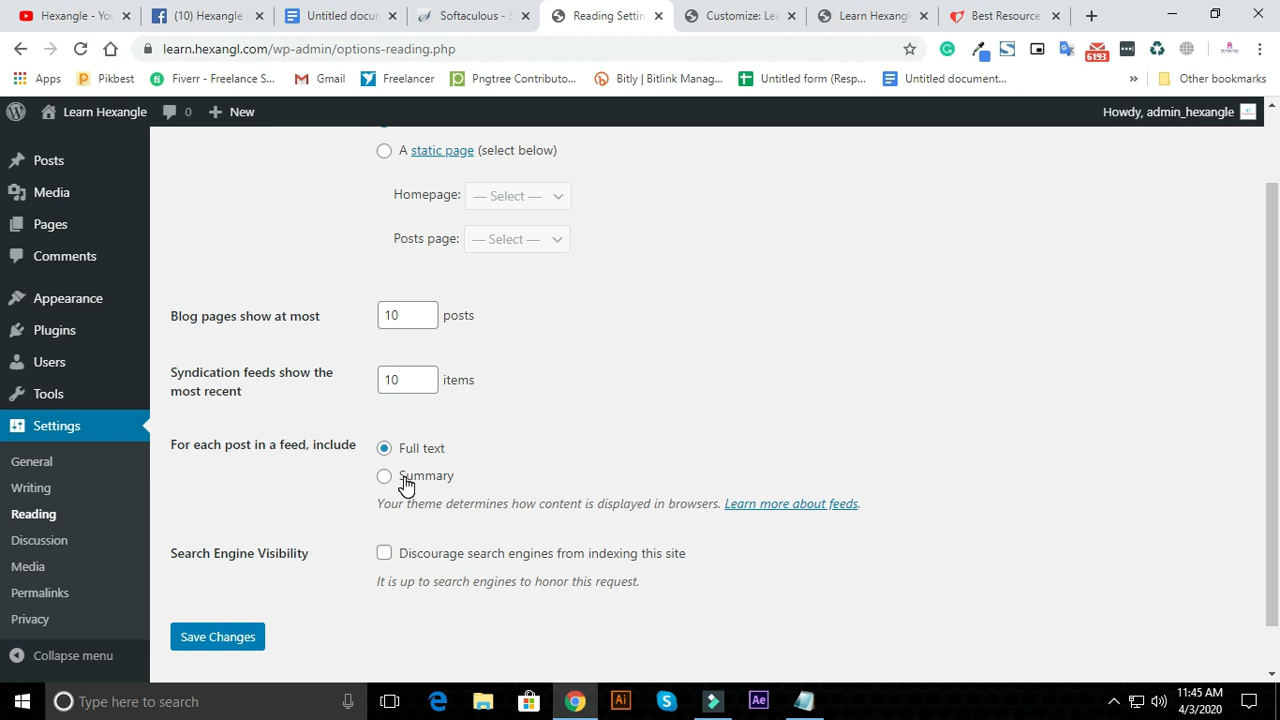 Hexangle - You
(10) Hexangle
Untitled docum
Softaculous - S
Reading Settin
Customize: Lea
Learn Hexangl
Best Resource
learn.hexangl.com/wp-admin/options-reading.php
6193
Apps
Pikbest
Fiverr - Freelance S...
Gmail
Freelancer
Pngtree Contributo...
Bitly | Bitlink Manag...
Untitled form (Resp...
Untitled document...
Other bookmarks
Learn Hexangle
0
New
Howdy, admin_hexangle
Posts
Media
Pages
Comments
Appearance
Plugins
Users
Tools
Settings
General
Writing
Reading
Discussion
Media
Permalinks
Privacy
Collapse menu
A static page (select below)
Homepage: — Select —
Posts page: — Select —
Blog pages show at most 10 posts
Syndication feeds show the
most recent
10 items
For each post in a feed, include
Full text
Summary
Your theme determines how content is displayed in browsers. Learn more about feeds.
Search Engine Visibility
Discourage search engines from indexing this site
It is up to search engines to honor this request.
Save Changes
Type here to search
Ai
Ae
11:45 AM
4/3/2020